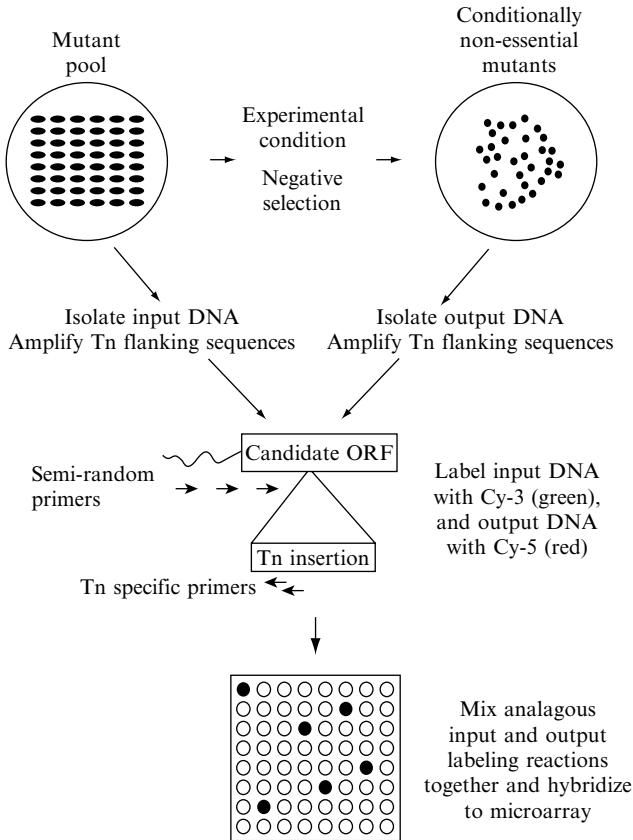 Mutant
pool
Conditionally
non-essential
mutants
Experimental
condition
Negative
selection
Isolate input DNA
Amplify Tn flanking sequences
Isolate output DNA
Amplify Tn flanking sequences
Candidate ORF
Semi-random
primers
Tn insertion
Tn specific primers
Label input DNA
with Cy-3 (green),
and output DNA
with Cy-5 (red)
Mix analagous
input and output
labeling reactions
together and hybridize
to microarray